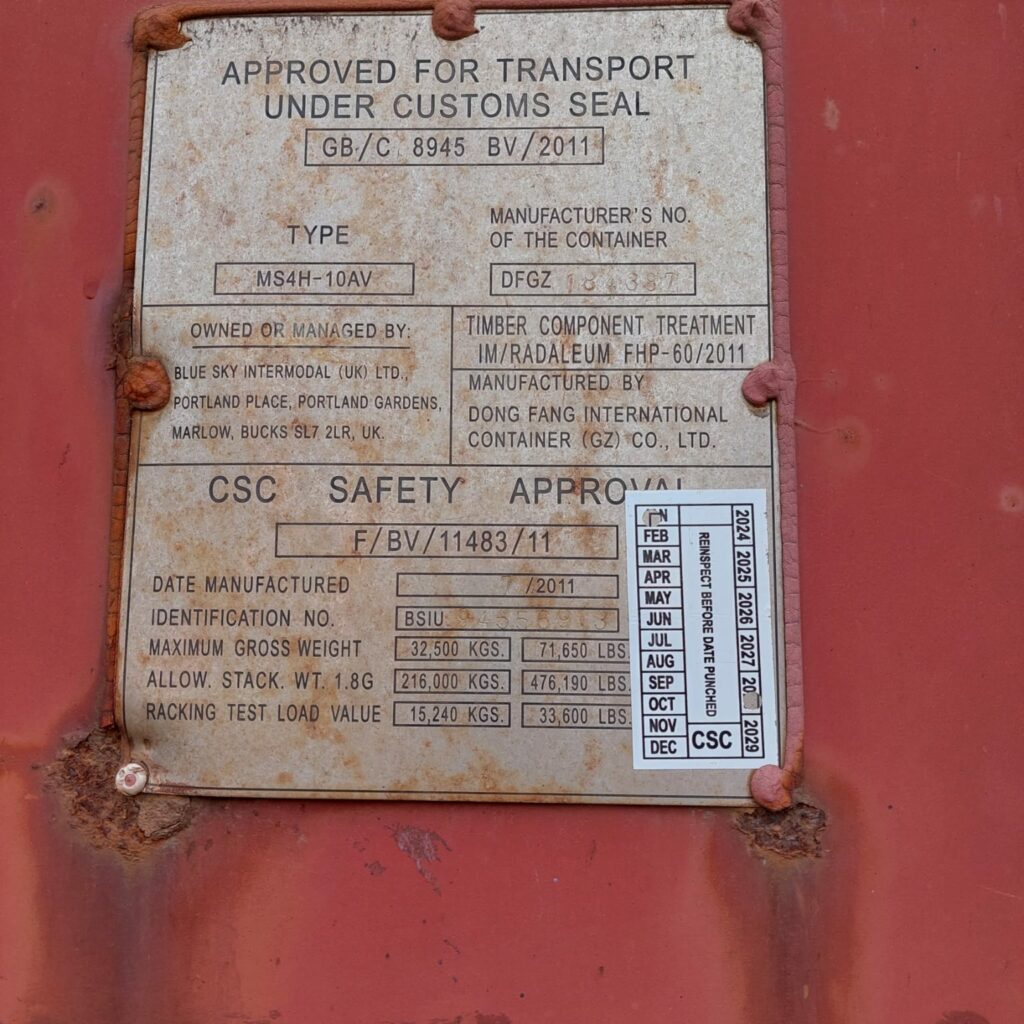 APPROVED FOR TRANSPORT
UNDER CUSTOMS SEAL
GB/C 8945 BV/2011
TYPE
MS4H-10AV
MANUFACTURER'S NO.
OF THE CONTAINER
DFGZ
OWNED OR MANAGED BY:
BLUE SKY INTERMODAL (UK) LTD.,
PORTLAND PLACE, PORTLAND GARDENS,
MARLOW, BUCKS SL7 2LR, UK.
TIMBER COMPONENT TREATMENT
IM/RADALEUM FHP-60/2011
MANUFACTURED BY
DONG FANG INTERNATIONAL
CONTAINER (GZ) CO., LTD.
CSC SAFETY APPROVAL
F/BV/11483/11
DATE MANUFACTURED /2011
IDENTIFICATION NO. BSIU
MAXIMUM GROSS WEIGHT 32,500 KGS. 71,650 LBS.
ALLOW. STACK. WT. 1.8G 216,000 KGS. 476,190 LBS.
RACKING TEST LOAD VALUE 15,240 KGS. 33,600 LBS.
FEB
MAR
APR
MAY
JUN
JUL
AUG
SEP
OCT
NOV
DEC
REINSPECT BEFORE DATE PUNCHED
CSC
2024 2025 2026 2027 2029